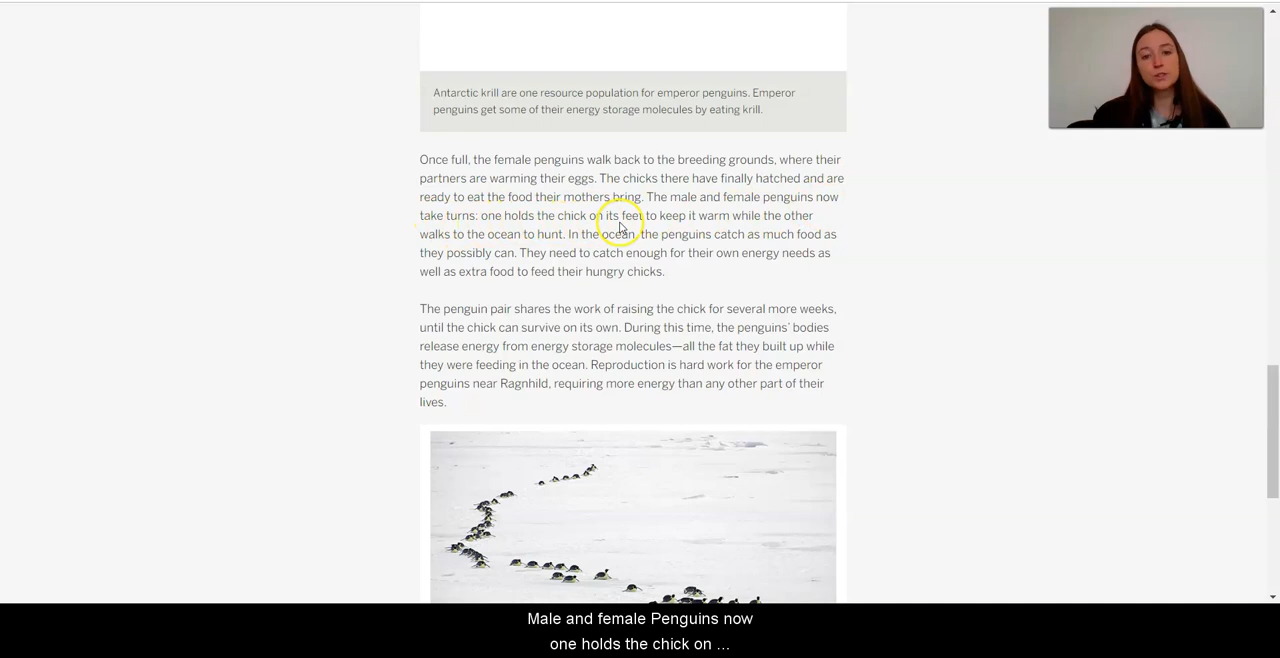 Antarctic krill are one resource population for emperor penguins. Emperor
penguins get some of their energy storage molecules by eating krill.
Once full, the female penguins walk back to the breeding grounds, where their
partners are warming their eggs. The chicks there have finally hatched and are
ready to eat the food their mothers bring. The male and female penguins now
take turns: one holds the chick on its feet to keep it warm while the other
walks to the ocean to hunt. In the ocean, the penguins catch as much food as
they possibly can. They need to catch enough for their own energy needs as
well as extra food to feed their hungry chicks.
The penguin pair shares the work of raising the chick for several more weeks,
until the chick can survive on its own. During this time, the penguins’ bodies
release energy from energy storage molecules—all the fat they built up while
they were feeding in the ocean. Reproduction is hard work for the emperor
penguins near Ragnhild, requiring more energy than any other part of their
lives.
Male and female Penguins now
one holds the chick on ...